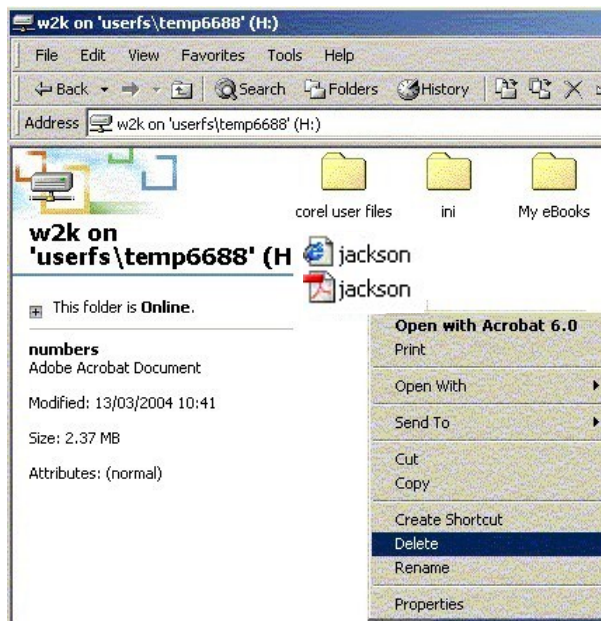 w2k on 'userfs\temp6688' (H:)
File Edit View Favorites Tools Help
Back Search Folders History
Address w2k on 'userfs\temp6688' (H:)
corel user files ini My eBooks
w2k on
'userfs\temp6688' (H
jackson
jackson
This folder is Online.
numbers
Adobe Acrobat Document
Modified: 13/03/2004 10:41
Size: 2.37 MB
Attributes: (normal)
Open with Acrobat 6.0
Print
Open With
Send To
Cut
Copy
Create Shortcut
Delete
Rename
Properties